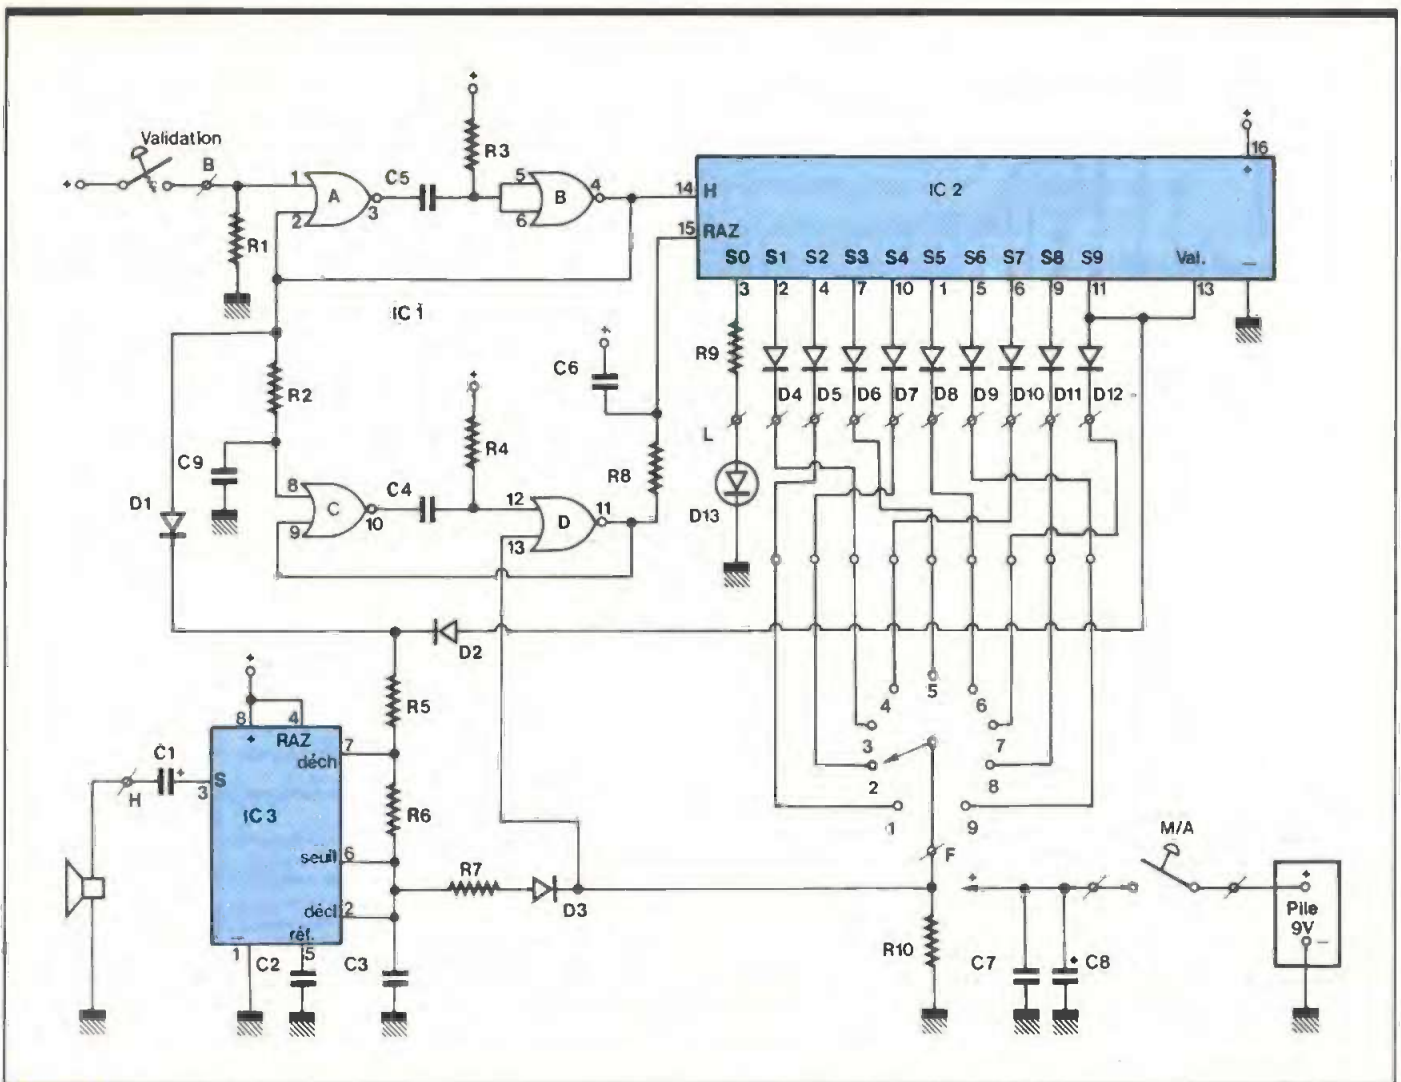 +
+
16
Validation
B
R3
+
IC 2
+
1
A
C5
5
B
4
14
H
2
3
6
15
RAZ
R1
S0 S1 S2 S3 S4 S5 S6 S7 S8 S9 Val. —
3 2 4 7 10 1 5 6 9 11 13
IC 1
+
C6
R9
+
R2
D4 D5 D6 D7 D8 D9 D10 D11 D12
L
R4
C9
R8
8
C
C4
12
D
11
D1
10
D13
9
13
D2
+
5
R5
4
6
8 4
+ RAZ
7
3
7
déch
C1
+
S
2
8
H
3
IC 3
R6
1
9
M/A
seuil
6
F
R7
+
+
décl
2
D3
Pile
9V
—
réf.
—
1
C2
5
C3
R10
C7
+
C8